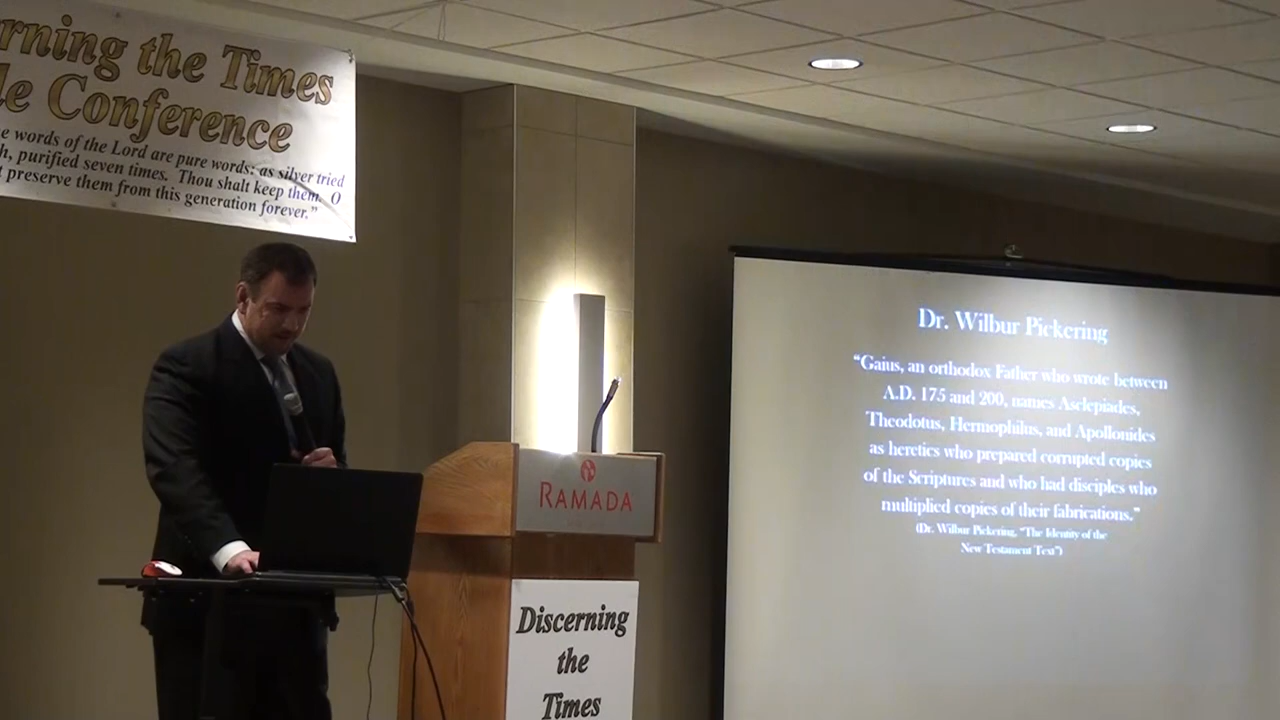 rning the Times
le Conference
e words of the Lord are pure words: as silver tried
h, purified seven times. Thou shalt keep them, O
t preserve them from this generation forever."
Dr. Wilbur Pickering
"Gaius, an orthodox Father who wrote between
A.D. 175 and 200, names Asclepiades,
Theodotus, Hermophilus, and Apollonides
as heretics who prepared corrupted copies
of the Scriptures and who had disciples who
multiplied copies of their fabrications."
(Dr. Wilbur Pickering, "The Identity of the
New Testament Text")
RAMADA
Discerning
the
Times